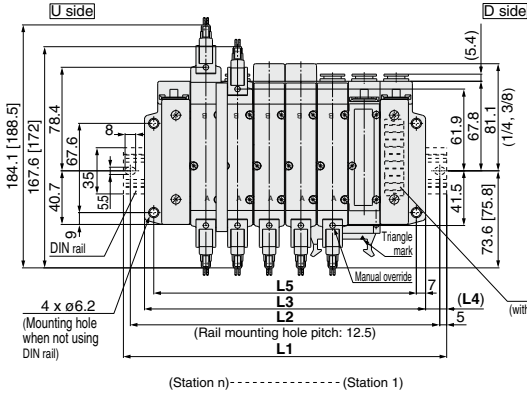 U side
D side
(5.4)
184.1 [188.5]
167.6 [172]
78.4
8
67.6
35
5.5
40.7
9
61.9
67.8
81.1
(1/4, 3/8)
41.5
73.6 [75.8]
B B B B B
A A A A A
DIN rail
Triangle
mark
Manual override
4 x ø6.2
(Mounting hole
when not using
DIN rail)
L5
7
L3
(L4)
L2
5
(Rail mounting hole pitch: 12.5)
L1
(with
(Station n)---------------------(Station 1)